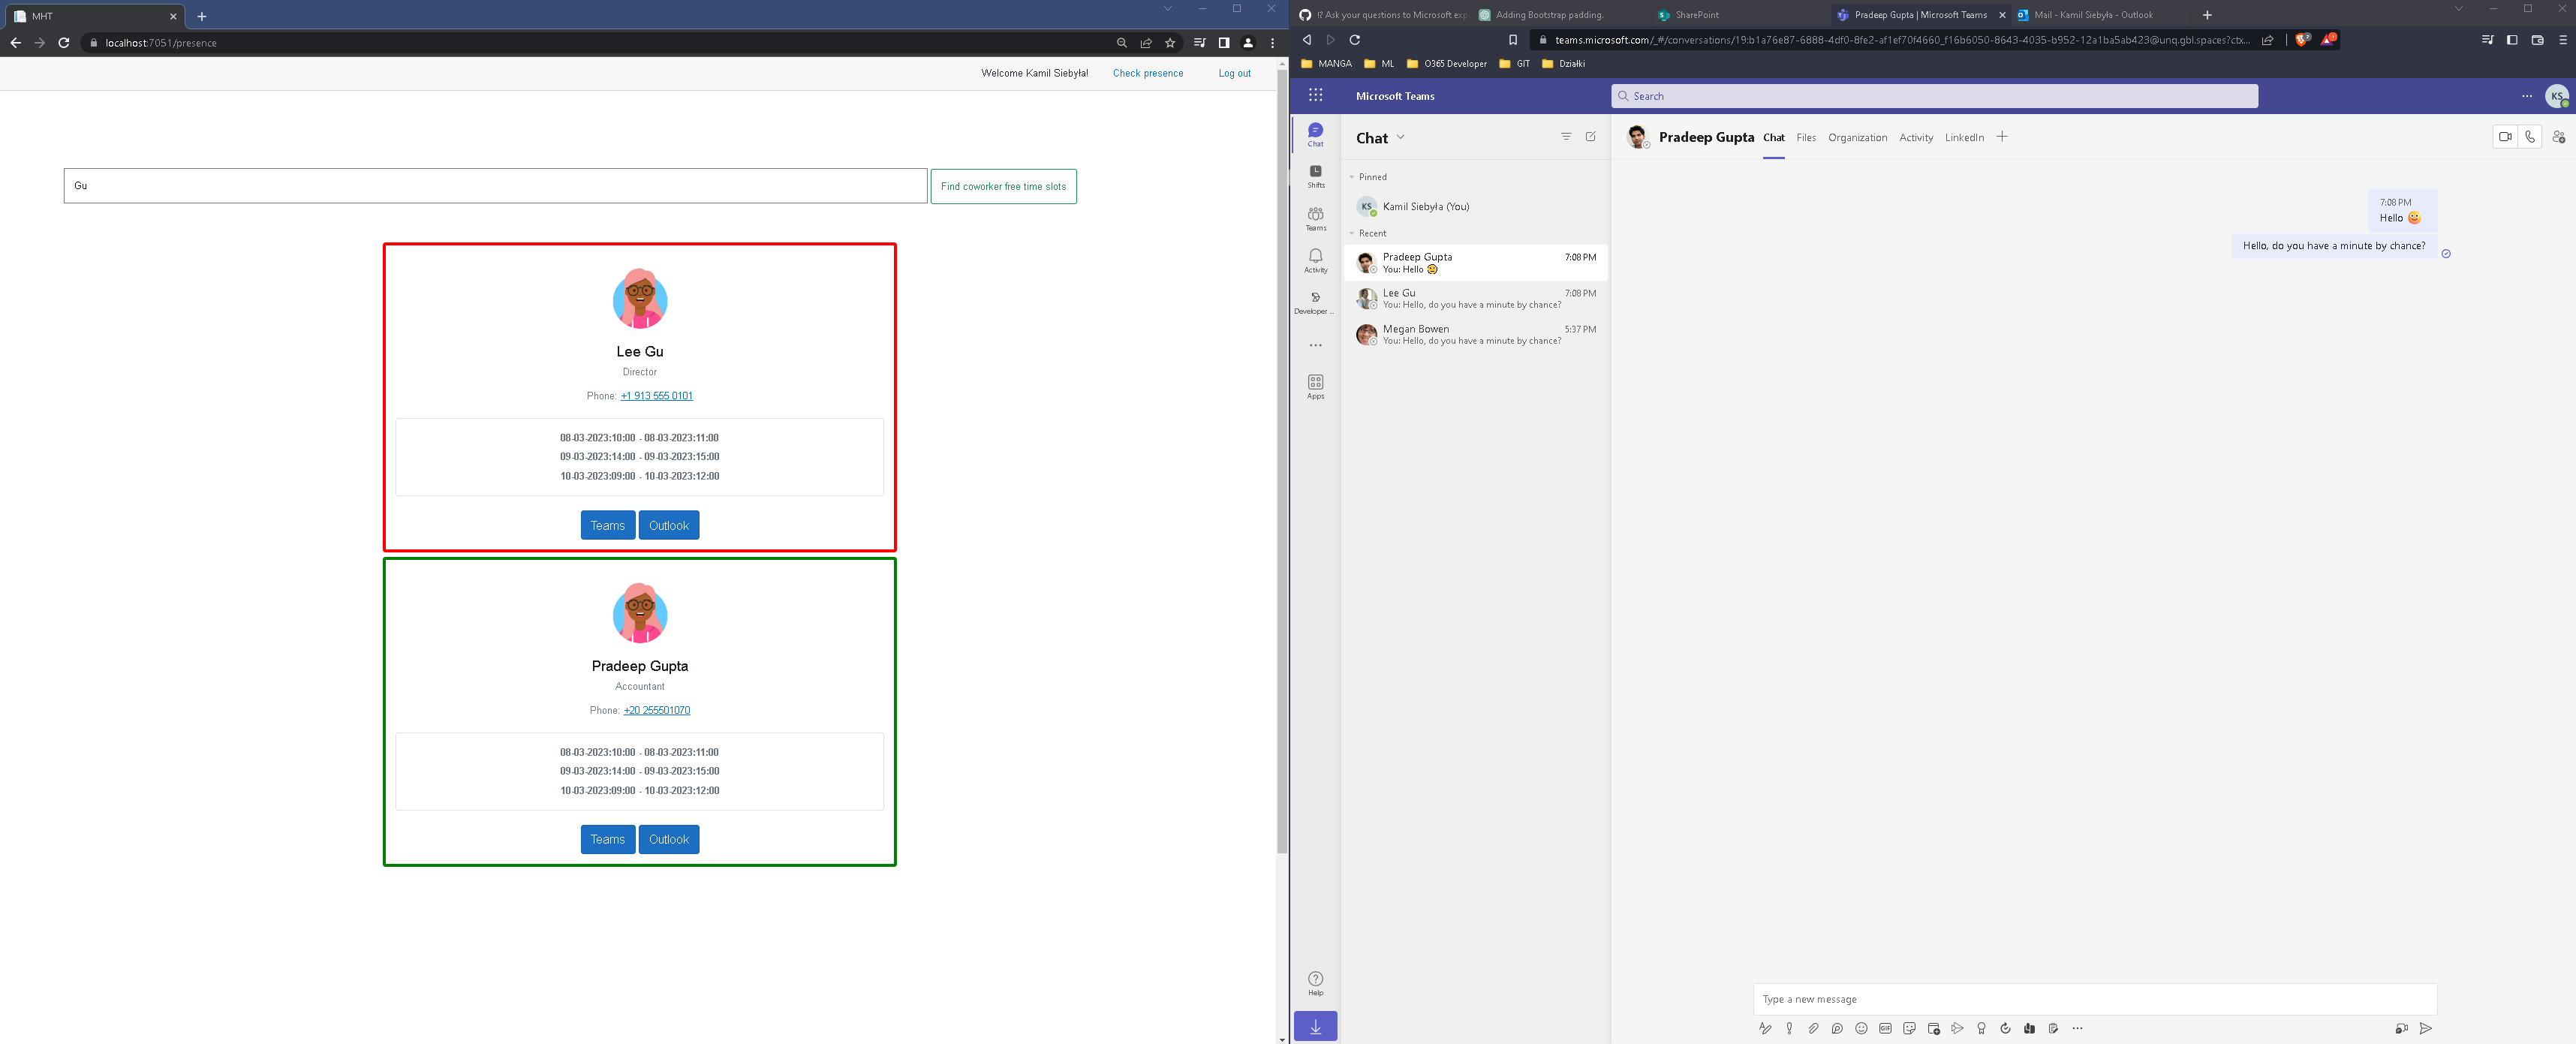 MHT
localhost:7051/presence
Welcome Kamil Siebyła!
Check presence
Log out
Gu
Find coworker free time slots
Lee Gu
Director
Phone: +1 913 555 0101
08-03-2023:10:00 - 08-03-2023:11:00
09-03-2023:14:00 - 09-03-2023:15:00
10-03-2023:09:00 - 10-03-2023:12:00
Teams
Outlook
Pradeep Gupta
Accountant
Phone: +20 255501070
08-03-2023:10:00 - 08-03-2023:11:00
09-03-2023:14:00 - 09-03-2023:15:00
10-03-2023:09:00 - 10-03-2023:12:00
Teams
Outlook
!? Ask your questions to Microsoft exp
Adding Bootstrap padding.
SharePoint
Pradeep Gupta | Microsoft Teams
Mail - Kamil Siebyła - Outlook
teams.microsoft.com/_#/conversations/19:b1a76e87-6888-4df0-8fe2-af1ef70f4660_f16b6050-8643-4035-b952-12a1ba5ab423@unq.gbl.spaces?ctx...
MANGA
ML
O365 Developer
GIT
Działki
Microsoft Teams
Search
KS
Chat
Shifts
Teams
Activity
Developer ...
Apps
Help
Chat
Pinned
KS
Kamil Siebyła (You)
Recent
Pradeep Gupta
7:08 PM
You: Hello
Lee Gu
7:08 PM
You: Hello, do you have a minute by chance?
Megan Bowen
5:37 PM
You: Hello, do you have a minute by chance?
Pradeep Gupta
Chat
Files
Organization
Activity
LinkedIn
7:08 PM
Hello
Hello, do you have a minute by chance?
Type a new message
GIF